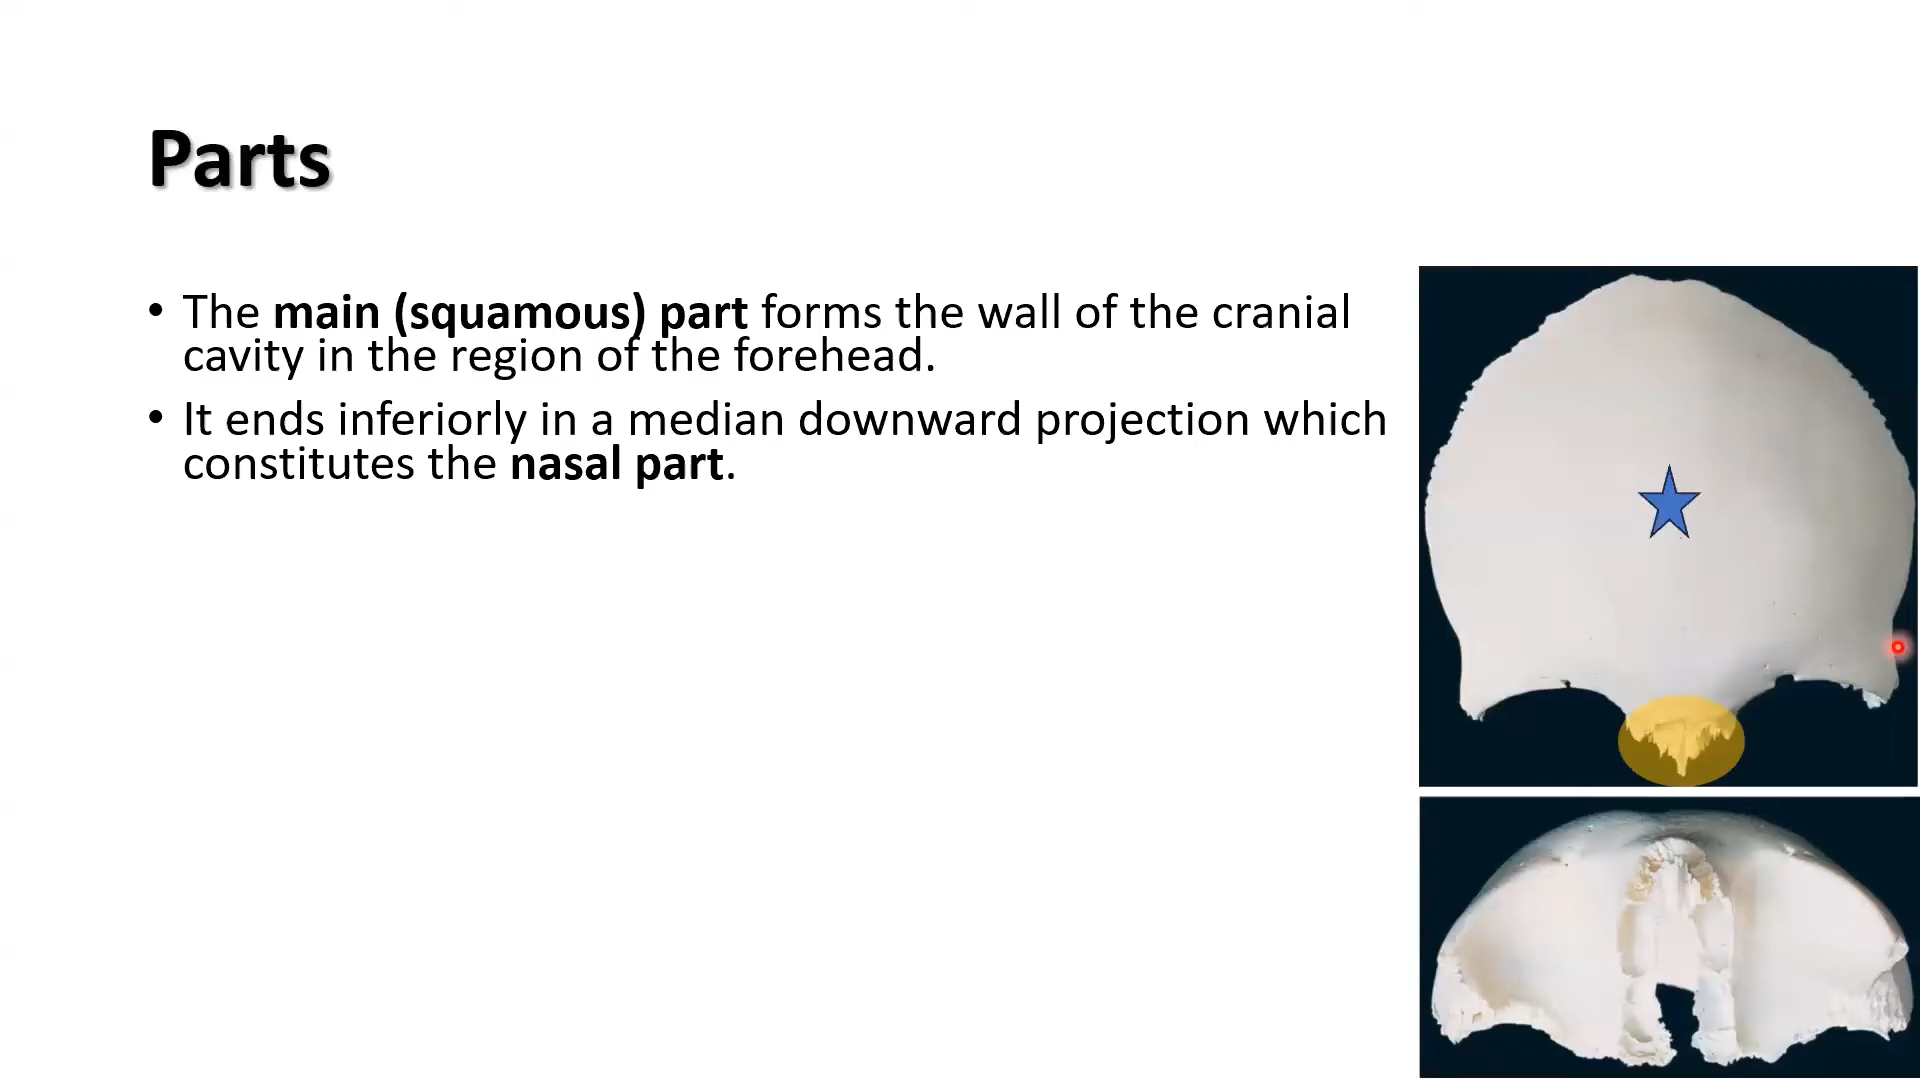 Parts
• The main (squamous) part forms the wall of the cranial
cavity in the region of the forehead.
• It ends inferiorly in a median downward projection which
constitutes the nasal part.